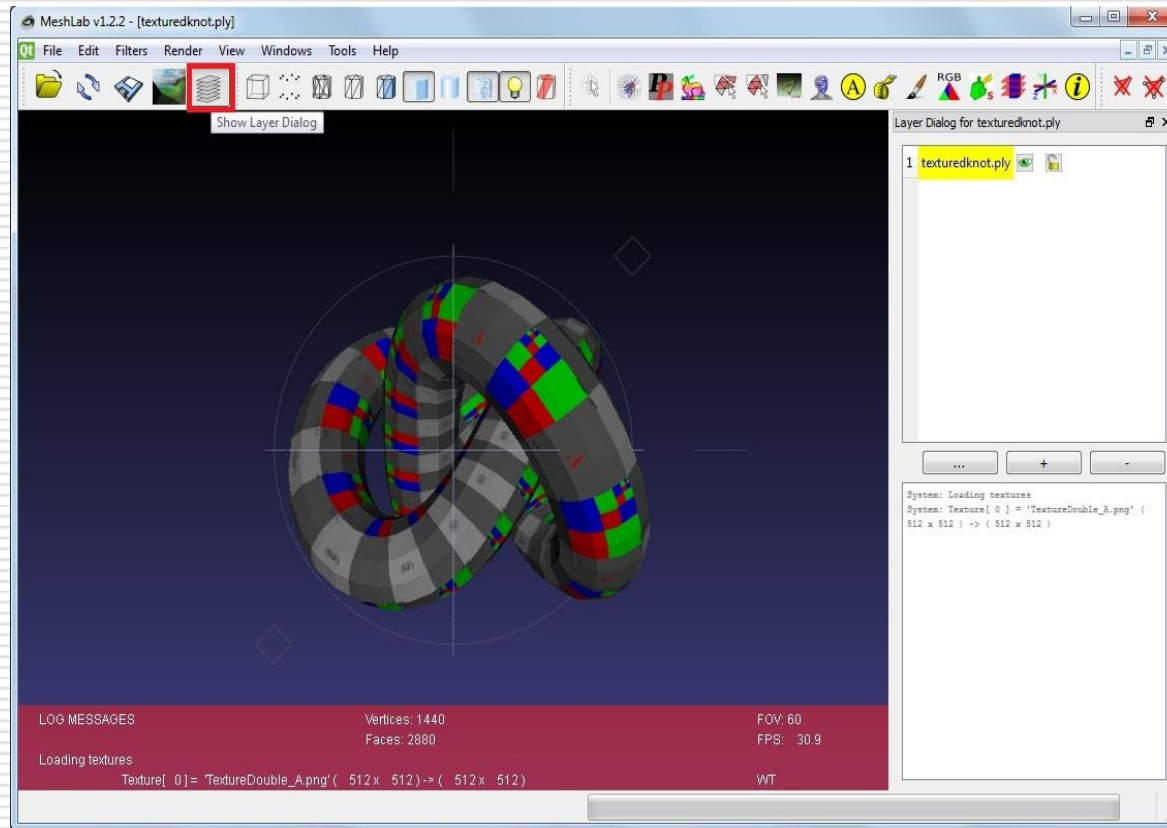 MeshLab v1.2.2 - [texturedknot.ply]
Qt File Edit Filters Render View Windows Tools Help
RGB
A
Show Layer Dialog
Layer Dialog for texturedknot.ply
1 texturedknot.ply
... + -
System: Loading textures
System: Texture[ 0 ] = 'TextureDouble_A.png' (
512 x 512 ) -> ( 512 x 512 )
LOG MESSAGES Vertices: 1440 FOV: 60
Faces: 2880 FPS: 30.9
Loading textures
Texture[ 0 ] = 'TextureDouble_A.png' ( 512 x 512 ) -> ( 512 x 512 ) WT